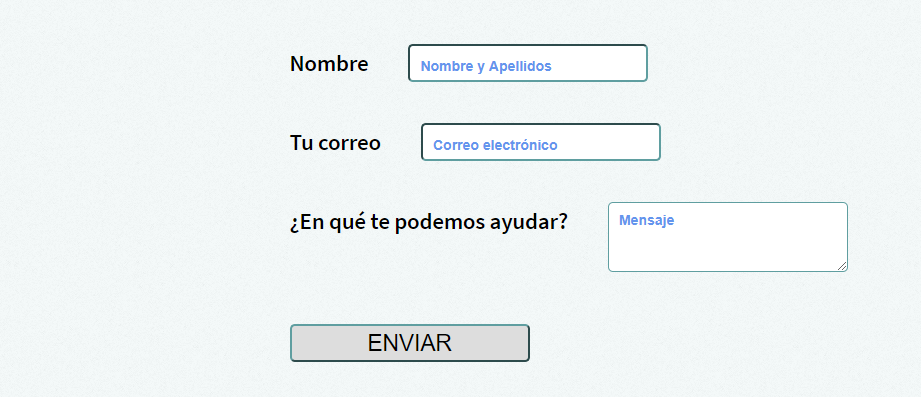 Nombre
Nombre y Apellidos
Tu correo
Correo electrónico
¿En qué te podemos ayudar?
Mensaje
ENVIAR